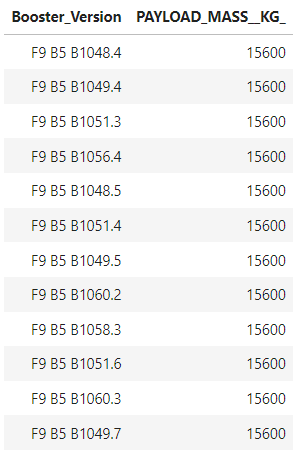 Booster_Version PAYLOAD_MASS__KG_
F9 B5 B1048.4 15600
F9 B5 B1049.4 15600
F9 B5 B1051.3 15600
F9 B5 B1056.4 15600
F9 B5 B1048.5 15600
F9 B5 B1051.4 15600
F9 B5 B1049.5 15600
F9 B5 B1060.2 15600
F9 B5 B1058.3 15600
F9 B5 B1051.6 15600
F9 B5 B1060.3 15600
F9 B5 B1049.7 15600